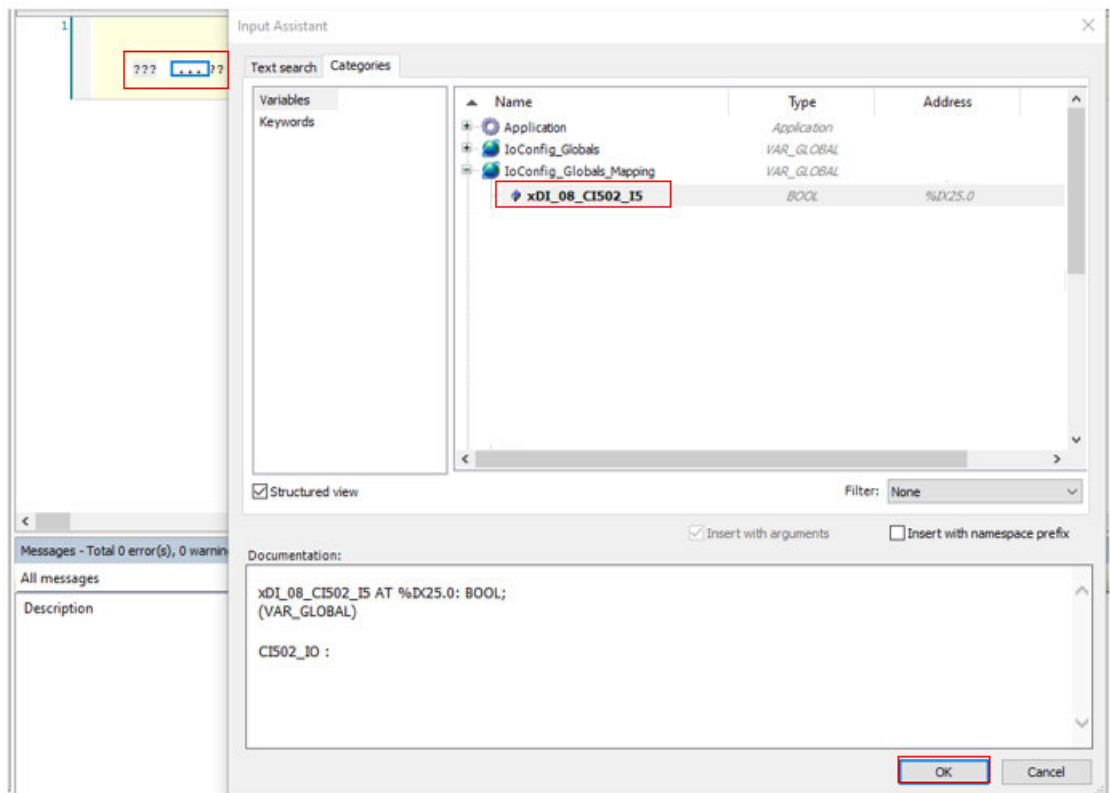 1
??? ... ??
Input Assistant
Text search Categories
Variables
Keywords
Name Type Address
Application Application
IoConfig_Globals VAR_GLOBAL
IoConfig_Globals_Mapping VAR_GLOBAL
xDI_08_CI502_I5 BOOL %IX25.0
Structured view
Filter: None
Insert with arguments
Insert with namespace prefix
Messages - Total 0 error(s), 0 warnin
All messages
Description
Documentation:
xDI_08_CI502_I5 AT %IX25.0: BOOL;
(VAR_GLOBAL)
CI502_IO :
OK Cancel